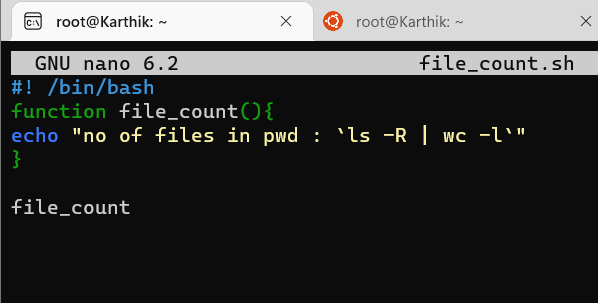 root@Karthik: ~
root@Karthik: ~
GNU nano 6.2 file_count.sh
#! /bin/bash
function file_count(){
echo "no of files in pwd : `ls -R | wc -l`"
}
file_count